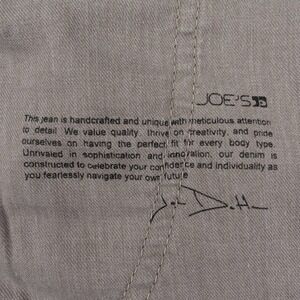 JOE'S
This jean is handcrafted and unique with meticulous attention
to detail. We value quality, thrive on creativity, and pride
ourselves on having the perfect fit for every body type.
Unrivaled in sophistication and innovation, our denim is
constructed to celebrate your confidence and individuality as
you fearlessly navigate your own future